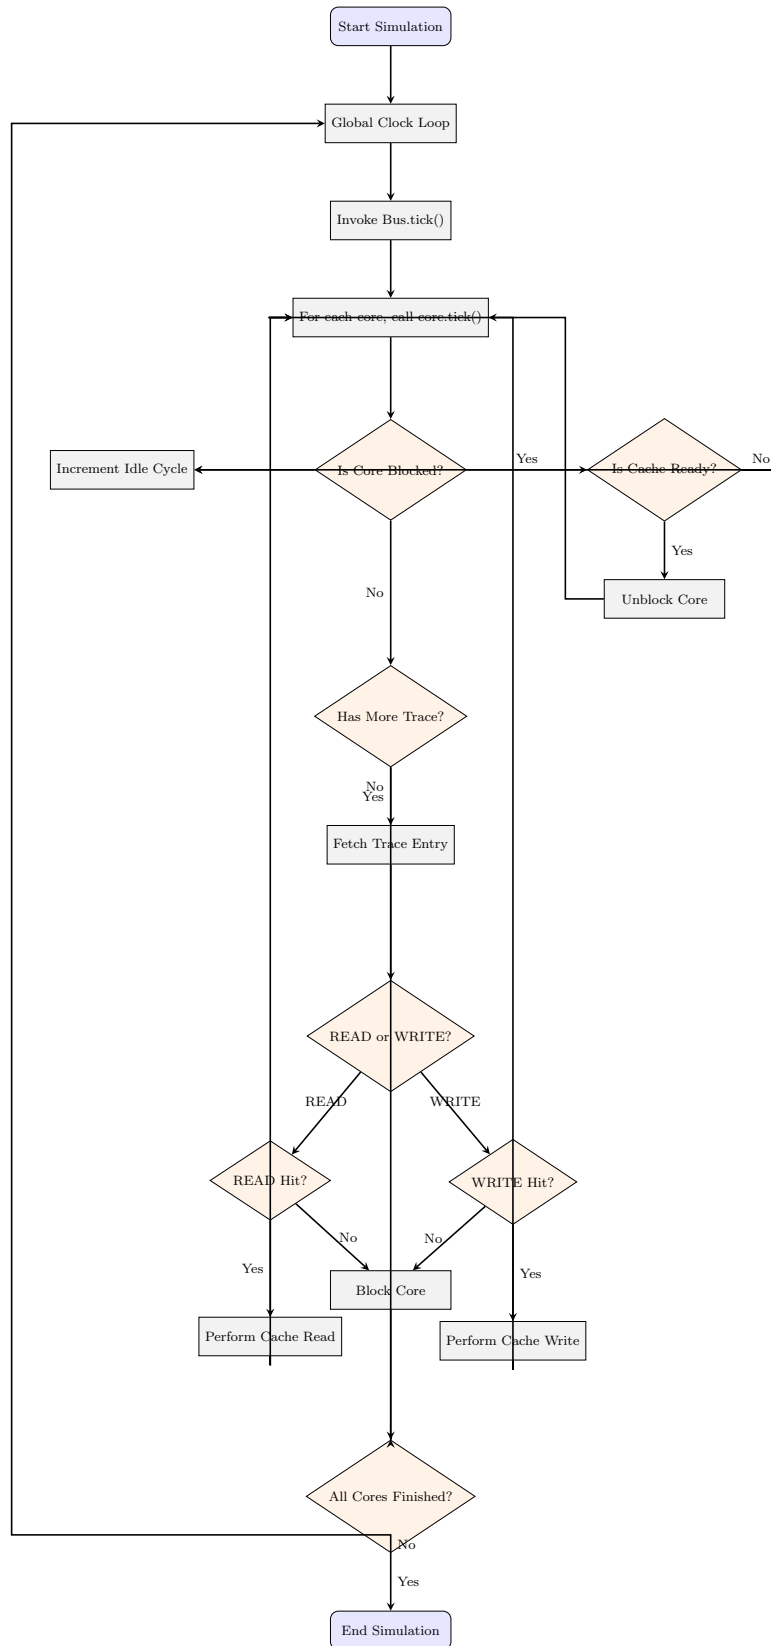 Start Simulation
Global Clock Loop
Invoke Bus.tick()
For each core, call core.tick()
Increment Idle Cycle
Is Core Blocked?
Yes
Is Cache Ready?
No
Yes
Unblock Core
No
Has More Trace?
No
Yes
Fetch Trace Entry
READ or WRITE?
READ
WRITE
READ Hit?
WRITE Hit?
No
No
Yes
Yes
Block Core
Perform Cache Read
Perform Cache Write
All Cores Finished?
No
Yes
End Simulation